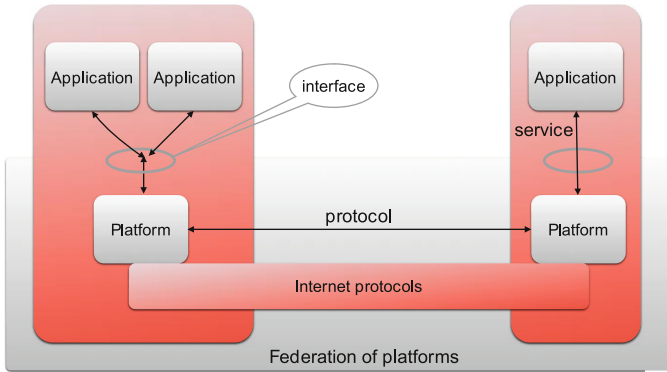 Application
Application
Application
interface
service
Platform
protocol
Platform
Internet protocols
Federation of platforms